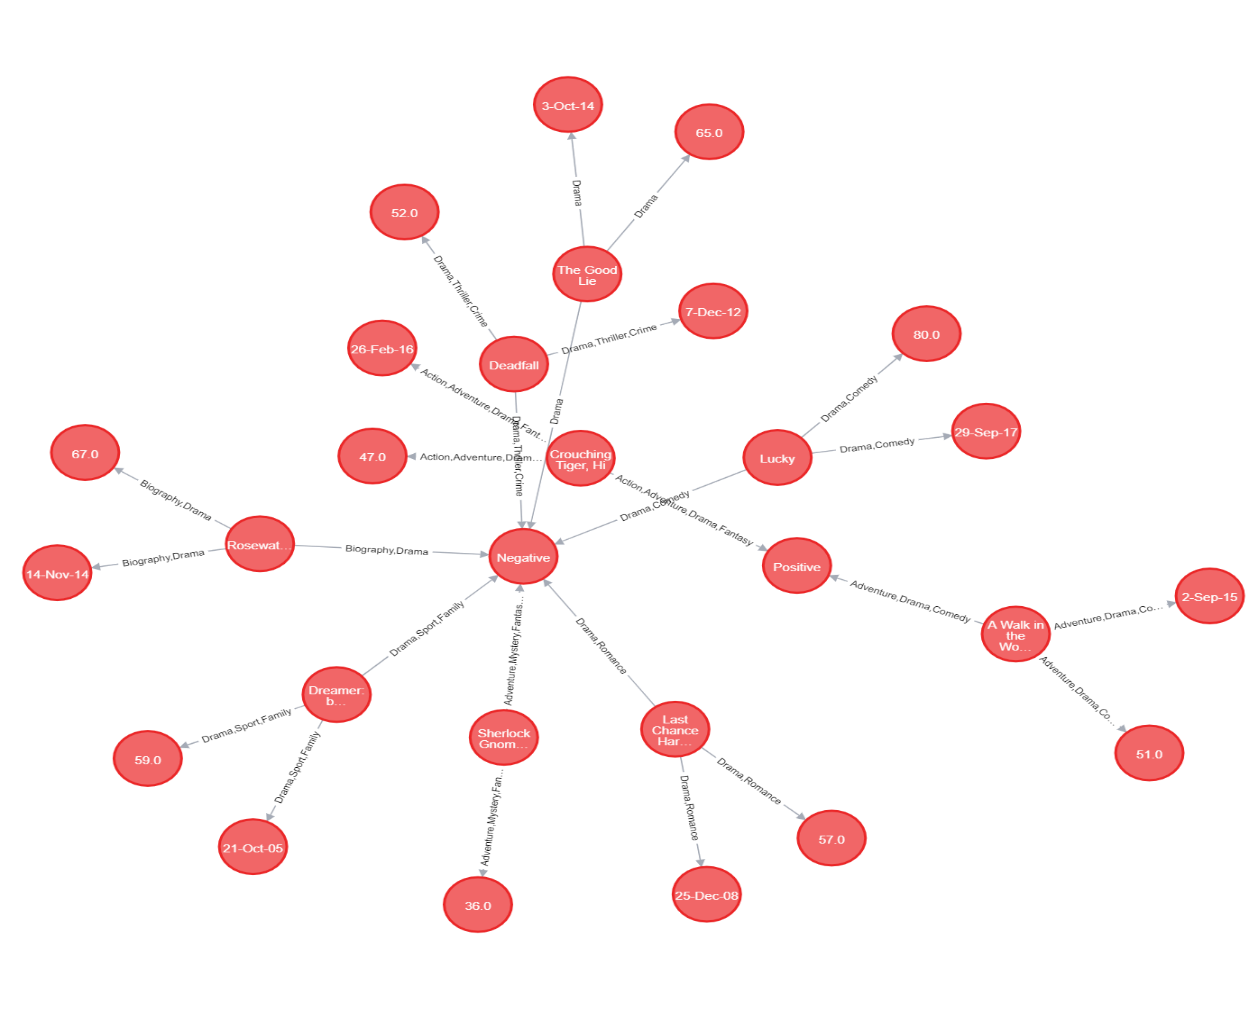 3-Oct-14
65.0
Drama
Drama
52.0
The Good
Lie
Drama,Thriller,Crime
7-Dec-12
Drama,Thriller,Crime
26-Feb-16
Deadfall
80.0
Action,Adventure,Drama,Fant...
Drama,Comedy
Drama
Drama,Thriller,Crime
67.0
47.0
Action,Adventure,Dram...
Crouching
Tiger, Hi
Lucky
Drama,Comedy
29-Sep-17
Biography,Drama
Action,Adventure,Drama,Fantasy
Drama,Comedy
Rosewat...
Biography,Drama
Negative
Positive
14-Nov-14
Biography,Drama
Adventure,Drama,Comedy
2-Sep-15
Adventure,Drama,Co...
A Walk in
the
Wo...
Drama,Sport,Family
Adventure,Mystery,Fantas...
Drama,Romance
Adventure,Drama,Co...
Dreamer:
b...
Drama,Sport,Family
Sherlock
Gnom...
Last
Chance
Har...
59.0
51.0
Drama,Sport,Family
Adventure,Mystery,Fan...
Drama,Romance
Drama,Romance
21-Oct-05
57.0
36.0
25-Dec-08